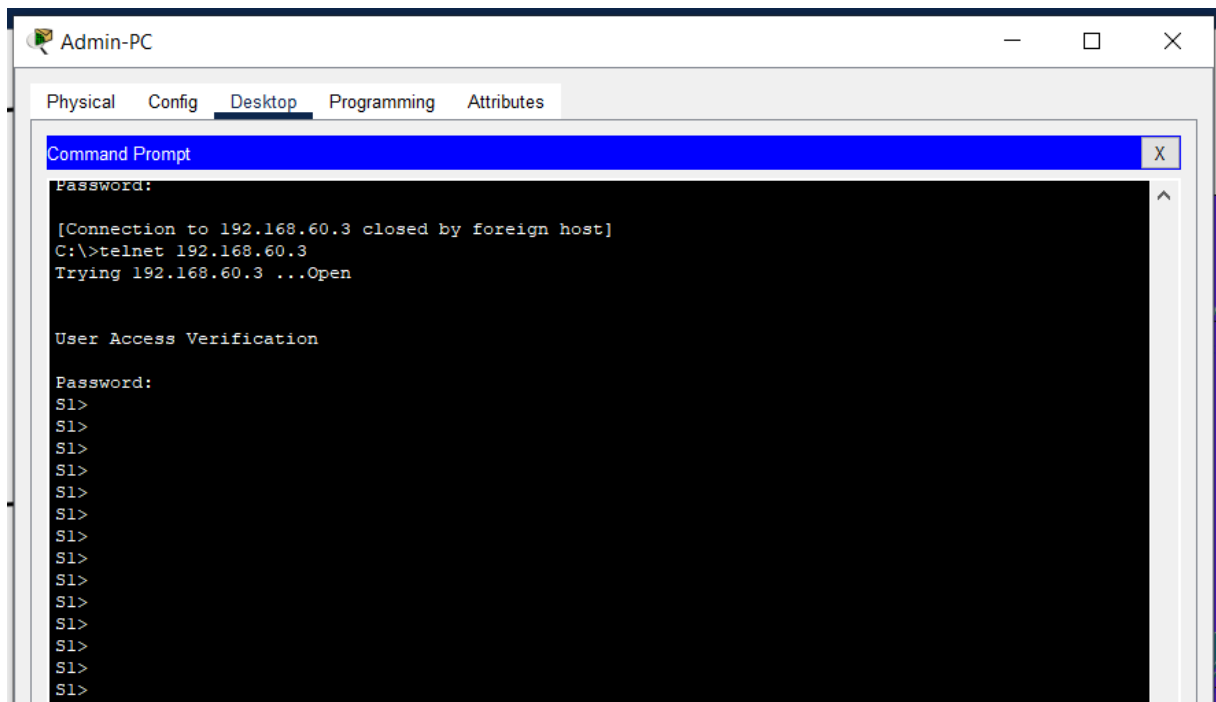 Admin-PC
Physical Config Desktop Programming Attributes
Command Prompt X
Password:
[Connection to 192.168.60.3 closed by foreign host]
C:\>telnet 192.168.60.3
Trying 192.168.60.3 ...Open
User Access Verification
Password:
S1>
S1>
S1>
S1>
S1>
S1>
S1>
S1>
S1>
S1>
S1>
S1>
S1>
S1>